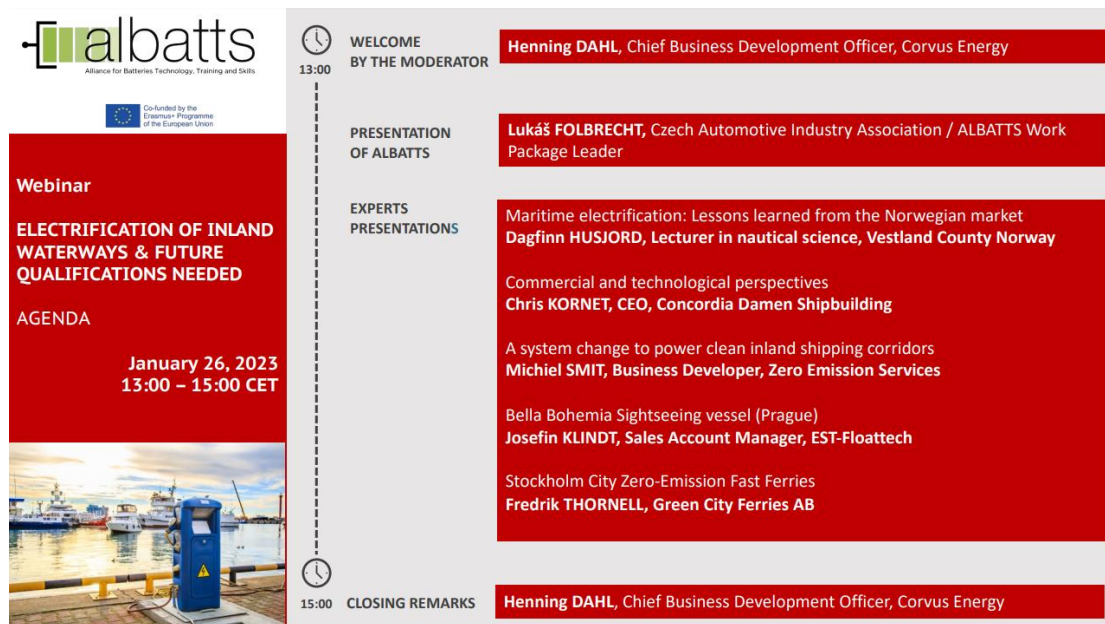 albatts
Alliance for Batteries Technology, Training and Skills
Co-funded by the
Erasmus+ Programme
of the European Union
Webinar
ELECTRIFICATION OF INLAND
WATERWAYS & FUTURE
QUALIFICATIONS NEEDED
AGENDA
January 26, 2023
13:00 – 15:00 CET
13:00
WELCOME
BY THE MODERATOR
Henning DAHL, Chief Business Development Officer, Corvus Energy
PRESENTATION
OF ALBATTS
Lukáš FOLBRECHT, Czech Automotive Industry Association / ALBATTS Work
Package Leader
EXPERTS
PRESENTATIONS
Maritime electrification: Lessons learned from the Norwegian market
Dagfinn HUSJORD, Lecturer in nautical science, Vestland County Norway
Commercial and technological perspectives
Chris KORNET, CEO, Concordia Damen Shipbuilding
A system change to power clean inland shipping corridors
Michiel SMIT, Business Developer, Zero Emission Services
Bella Bohemia Sightseeing vessel (Prague)
Josefin KLINDT, Sales Account Manager, EST-Floattech
Stockholm City Zero-Emission Fast Ferries
Fredrik THORNELL, Green City Ferries AB
15:00
CLOSING REMARKS
Henning DAHL, Chief Business Development Officer, Corvus Energy